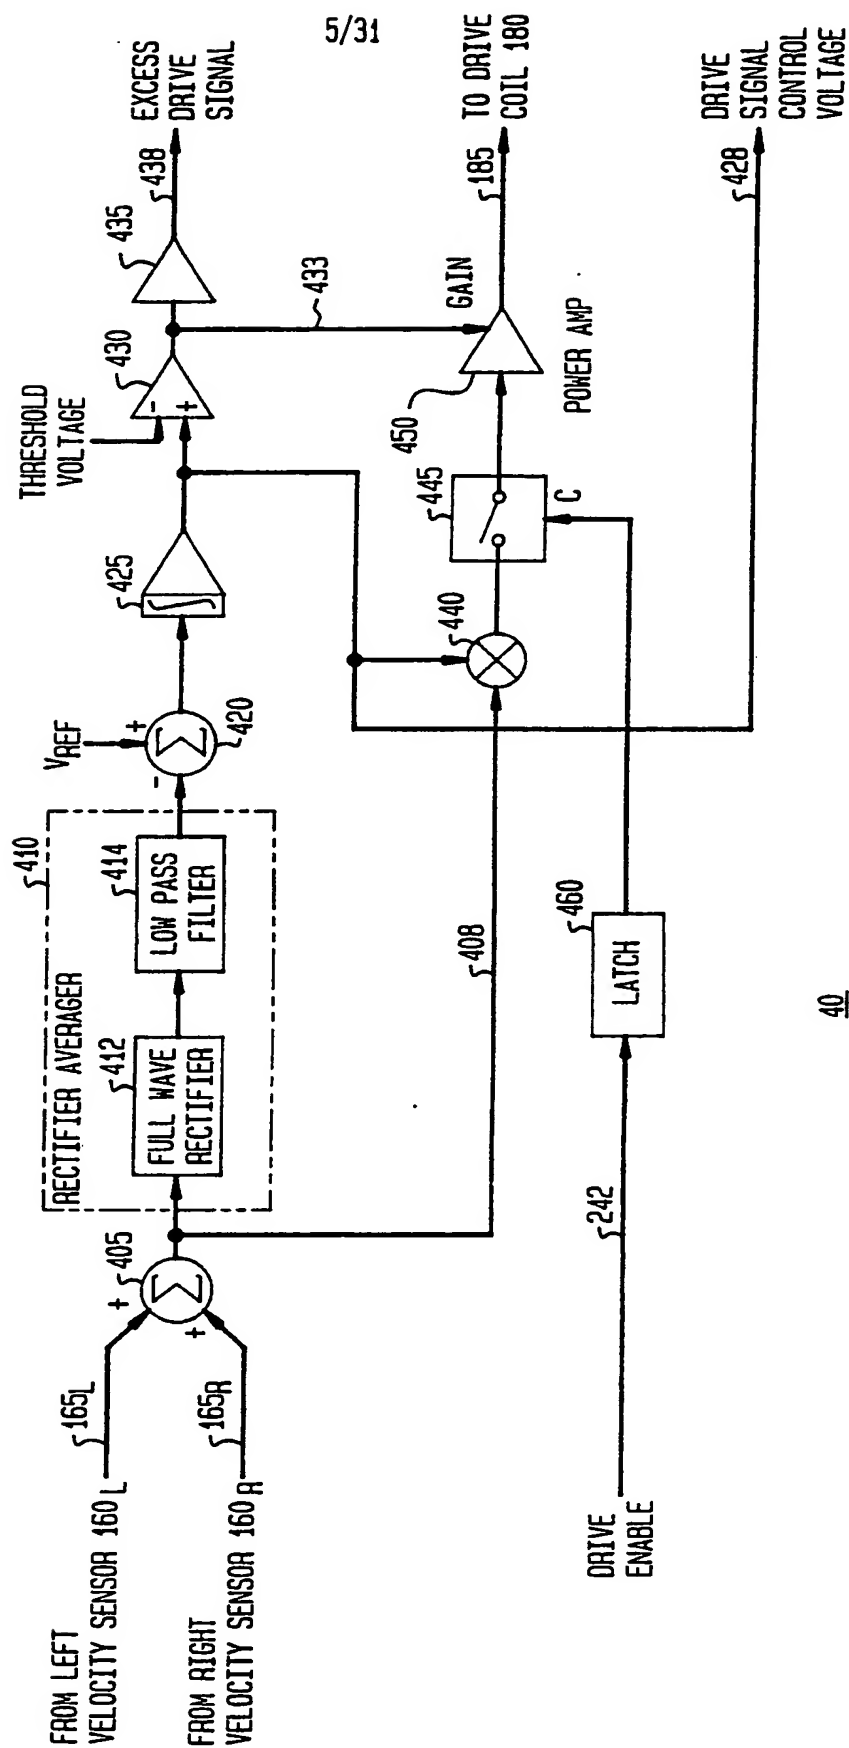 5/31
EXCESS
DRIVE
SIGNAL
438
435
430
THRESHOLD
VOLTAGE
- +
433
425
VREF
+
-
420
410
RECTIFIER AVERAGER
414
LOW PASS
FILTER
412
FULL WAVE
RECTIFIER
405
+
+
165L
FROM LEFT
VELOCITY SENSOR 160L
165R
FROM RIGHT
VELOCITY SENSOR 160R
TO DRIVE
COIL 180
185
GAIN
POWER AMP
450
445
C
440
408
DRIVE
SIGNAL
CONTROL
VOLTAGE
428
460
LATCH
242
DRIVE
ENABLE
40